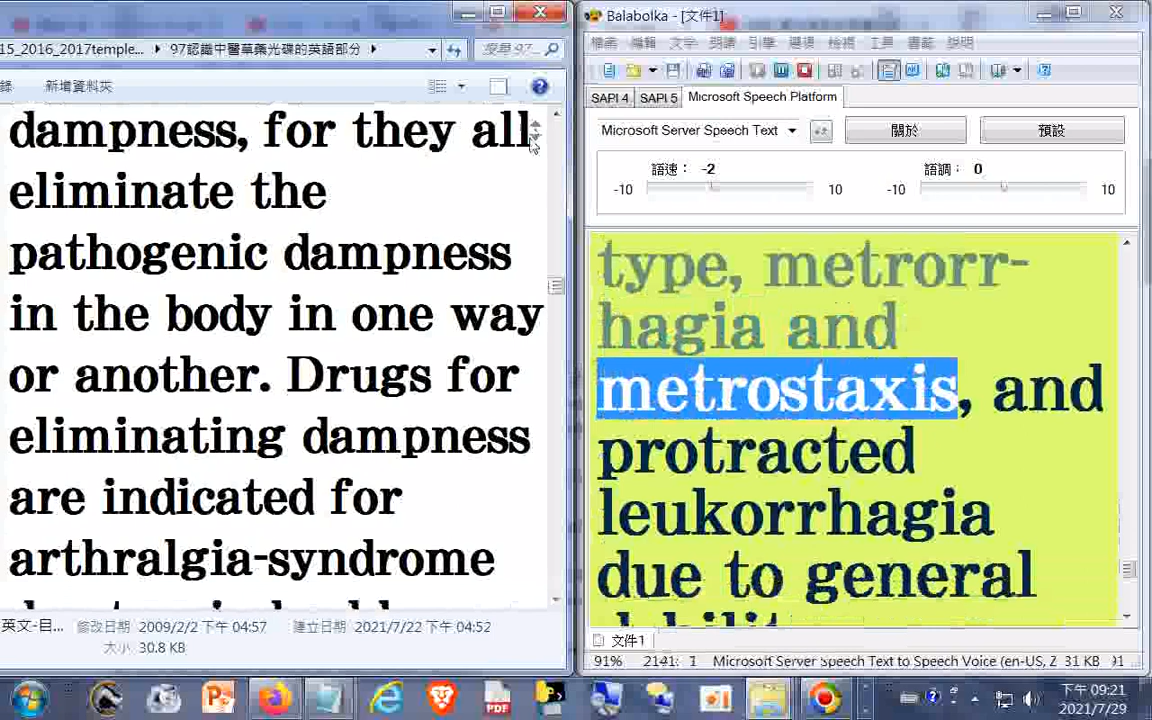 15_2016_2017temple...
97認識中醫草藥光碟的英語部分
搜尋 97...
新增資料夾
dampness, for they all
eliminate the
pathogenic dampness
in the body in one way
or another. Drugs for
eliminating dampness
are indicated for
arthralgia-syndrome
英文-目...
修改日期 2009/2/2 下午 04:57
建立日期 2021/7/22 下午 04:52
大小 30.8 KB
Balabolka - [文件1]
檔案 編輯 文字 朗讀 引擎 選項 檢視 工具 書籤 說明
SAPI 4 SAPI 5 Microsoft Speech Platform
Microsoft Server Speech Text
關於
預設
語速： -2
語調： 0
-10 10 -10 10
type, metrorr-
hagia and
metrostaxis, and
protracted
leukorrhagia
due to general
文件1
91% 2141: 1 Microsoft Server Speech Text to Speech Voice (en-US, Z 31 KB
PDF
下午 09:21
2021/7/29